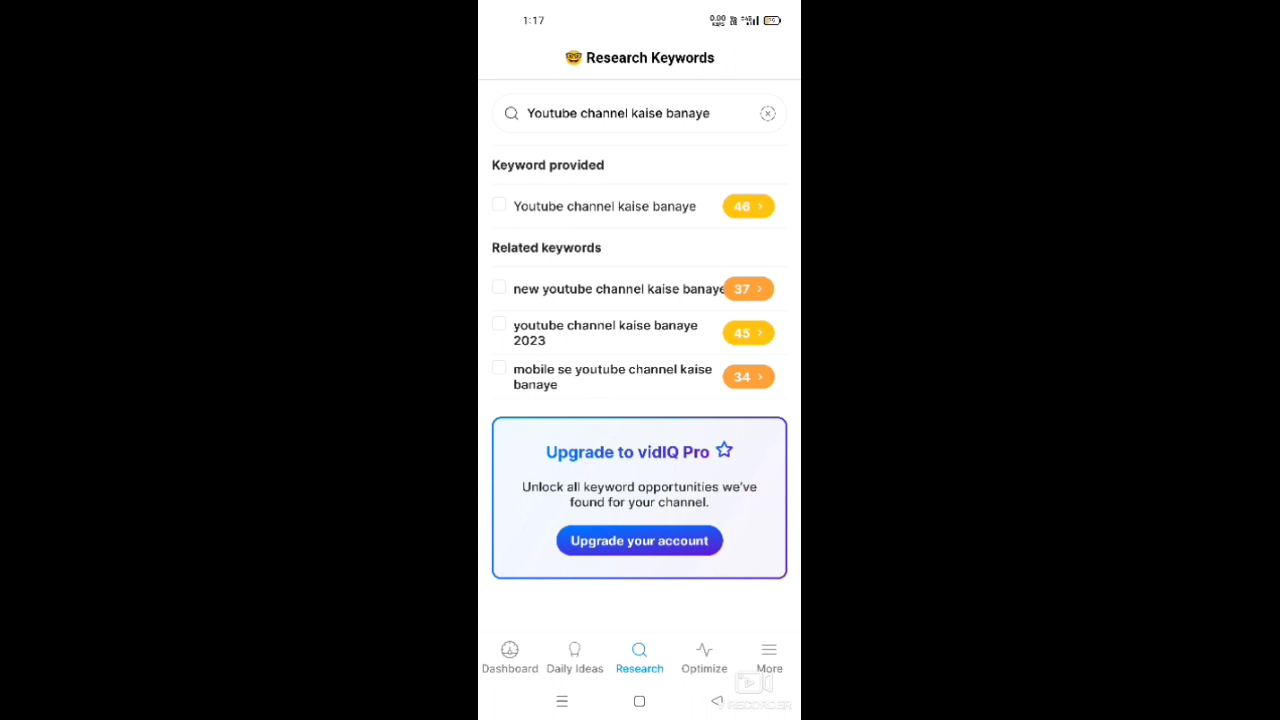 1:17
0.00
Research Keywords
Youtube channel kaise banaye
Keyword provided
Youtube channel kaise banaye
46
Related keywords
new youtube channel kaise banaye
37
youtube channel kaise banaye
2023
45
mobile se youtube channel kaise
banaye
34
Upgrade to vidIQ Pro
Unlock all keyword opportunities we've
found for your channel.
Upgrade your account
Dashboard
Daily Ideas
Research
Optimize
More
RECORDER